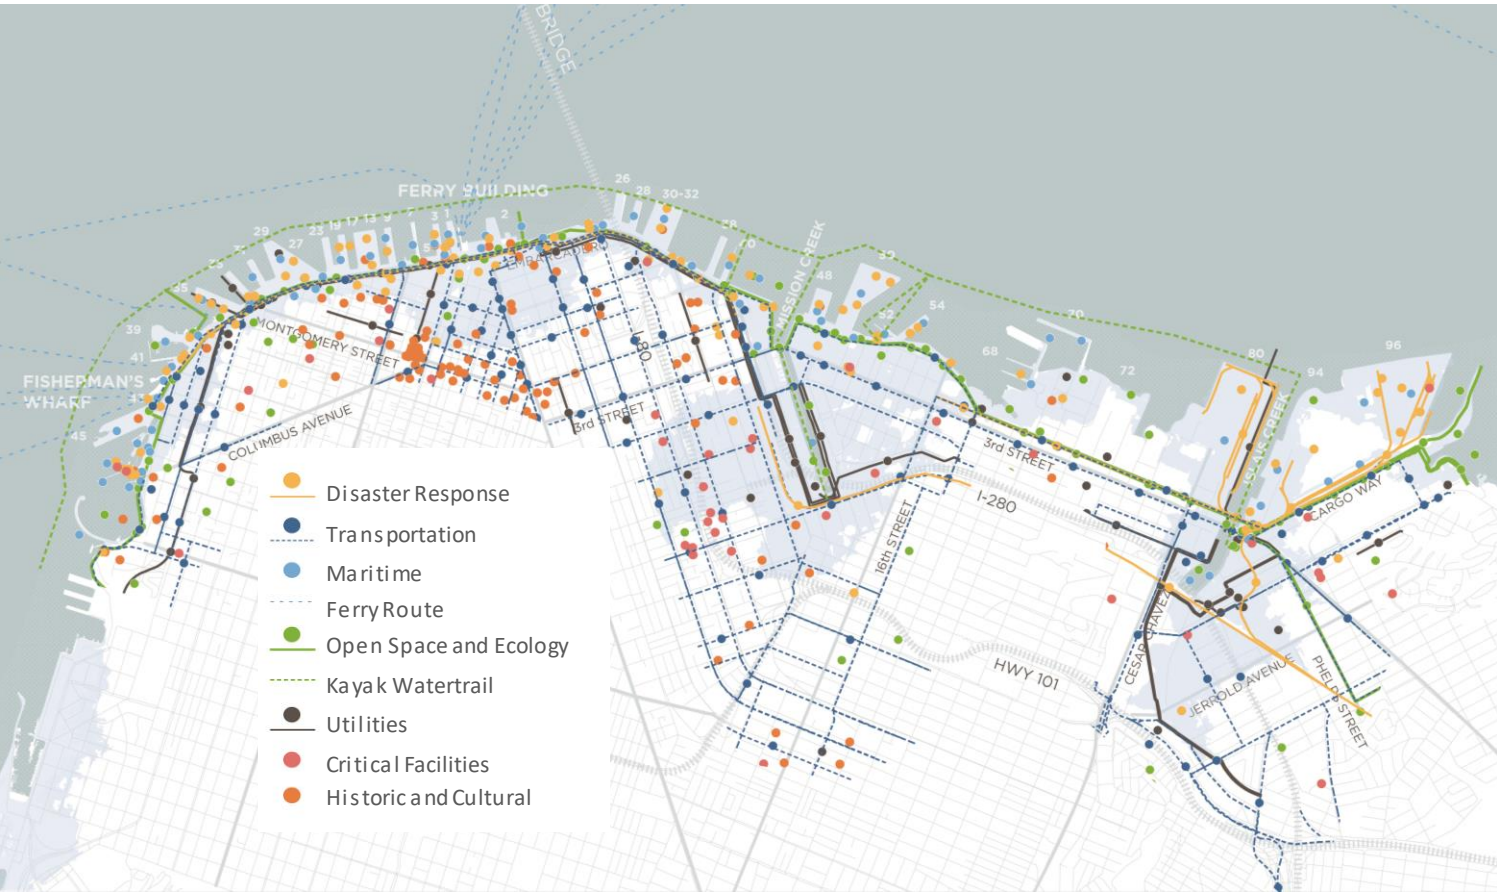 BRIDGE
FERRY BUILDING
26
28
30-32
38
40
MISSION CREEK
29
27
23
19
17
9
7
3
1
5
2
35
39
41
43
45
FISHERMAN'S
WHARF
EMBARCADERO
MONTGOMERY STREET
COLUMBUS AVENUE
I-80
3rd STREET
48
50
52
54
68
70
72
80
94
96
ISLAIS CREEK
3rd STREET
I-280
16th STREET
CARGO WAY
CESAR CHAVEZ
HWY 101
JERROLD AVENUE
PHELPS STREET
Disaster Response
Transportation
Maritime
Ferry Route
Open Space and Ecology
Kayak Watertrail
Utilities
Critical Facilities
Historic and Cultural